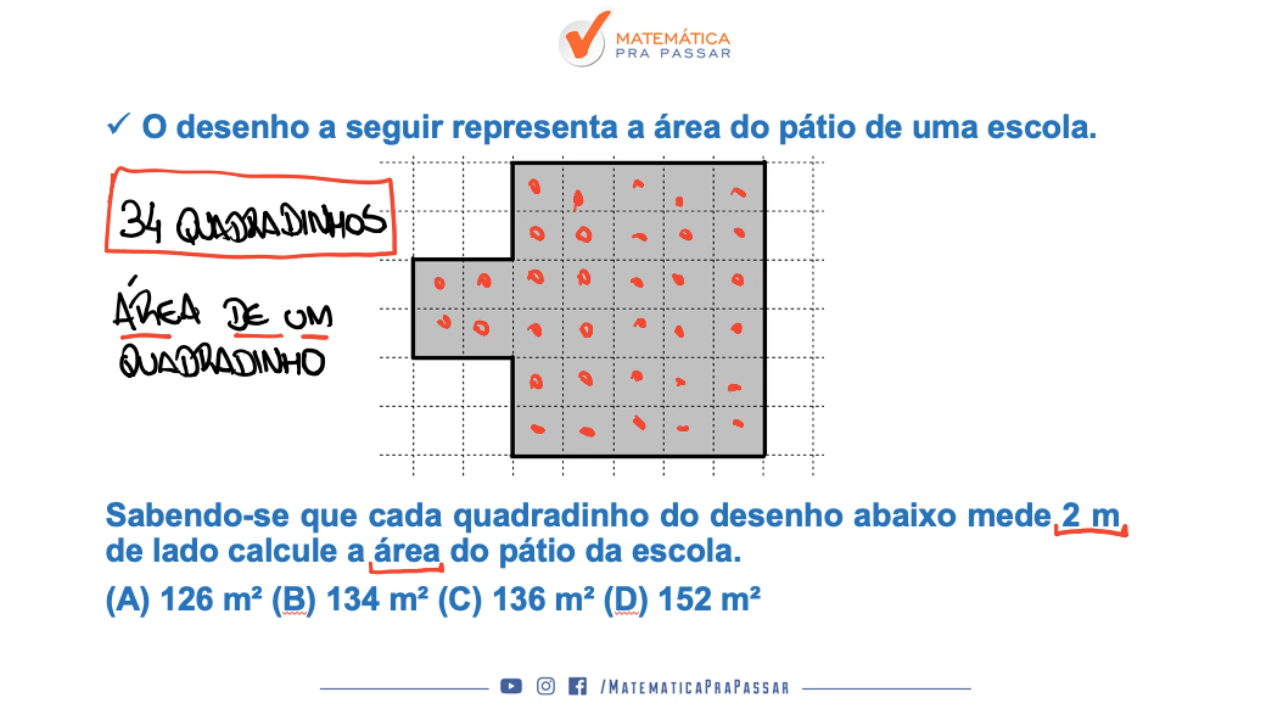 MATEMÁTICA
PRA PASSAR
✓ O desenho a seguir representa a área do pátio de uma escola.
34 QUADRADINHOS
ÁREA DE UM
QUADRADINHO
Sabendo-se que cada quadradinho do desenho abaixo mede 2 m
de lado calcule a área do pátio da escola.
(A) 126 m² (B) 134 m² (C) 136 m² (D) 152 m²
/MATEMATICAPRAPASSAR